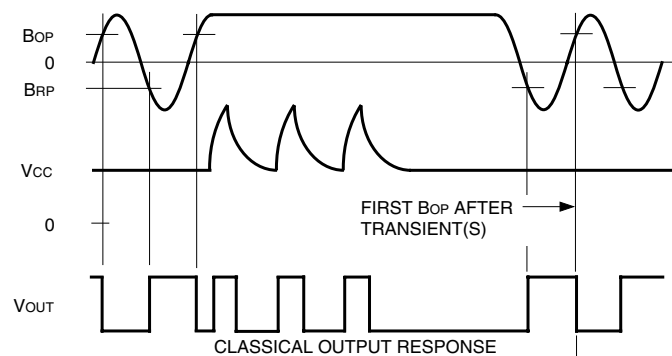 BOP
0
BRP
VCC
0
FIRST BOP AFTER
TRANSIENT(S)
VOUT
CLASSICAL OUTPUT RESPONSE